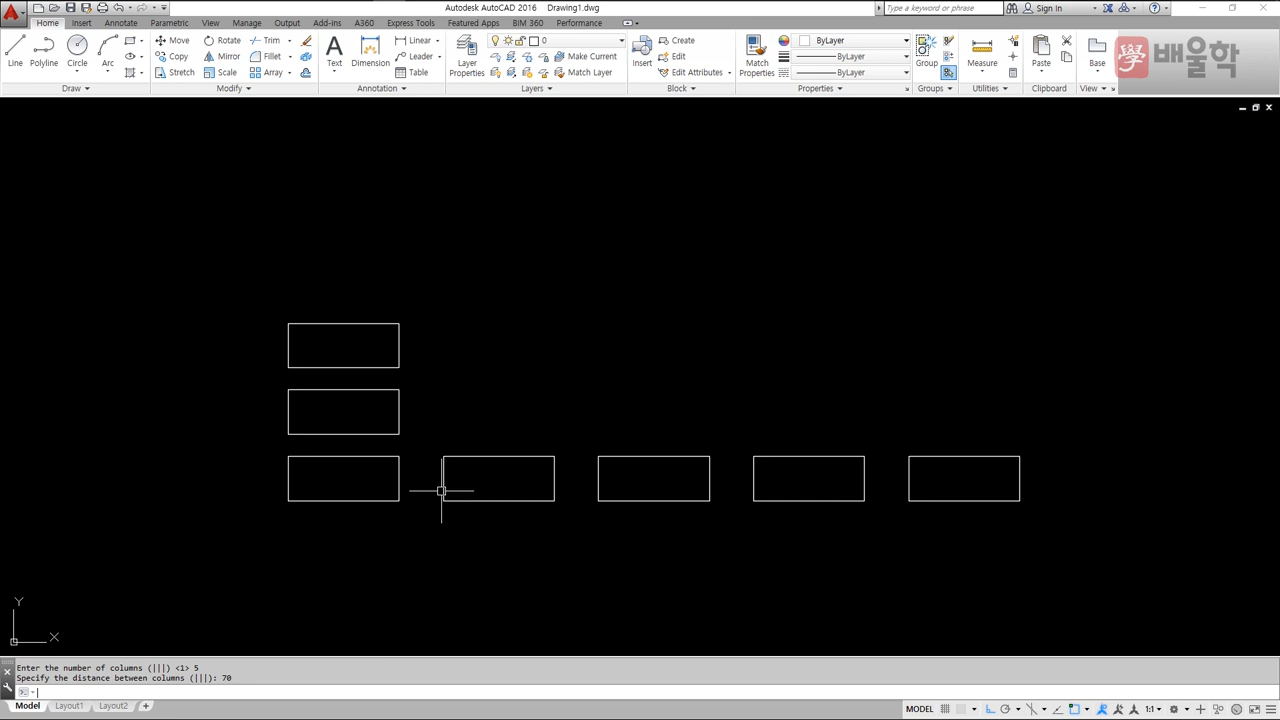 Autodesk AutoCAD 2016 Drawing1.dwg
Type a keyword or phrase
Sign In
Home Insert Annotate Parametric View Manage Output Add-ins A360 Express Tools Featured Apps BIM 360 Performance
Line
Polyline
Circle
Arc
Move
Rotate
Trim
Copy
Mirror
Fillet
Stretch
Scale
Array
Text
Dimension
Linear
Leader
Table
Layer
Properties
0
Make Current
Match Layer
Insert
Create
Edit
Edit Attributes
Match
Properties
ByLayer
ByLayer
ByLayer
Group
Measure
Paste
Base
學 배울학
Draw Modify Annotation Layers Block Properties Groups Utilities Clipboard View
Y
X
Enter the number of columns (|||) <1> 5
Specify the distance between columns (|||): 70
Model Layout1 Layout2 +
MODEL 1:1